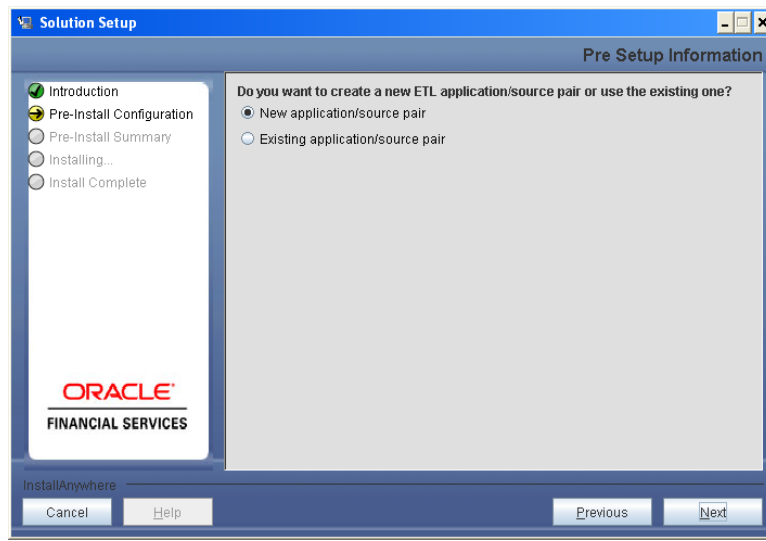 Solution Setup
Pre Setup Information
Introduction
Pre-Install Configuration
Pre-Install Summary
Installing...
Install Complete
Do you want to create a new ETL application/source pair or use the existing one?
New application/source pair
Existing application/source pair
ORACLE
FINANCIAL SERVICES
InstallAnywhere
Cancel
Help
Previous
Next